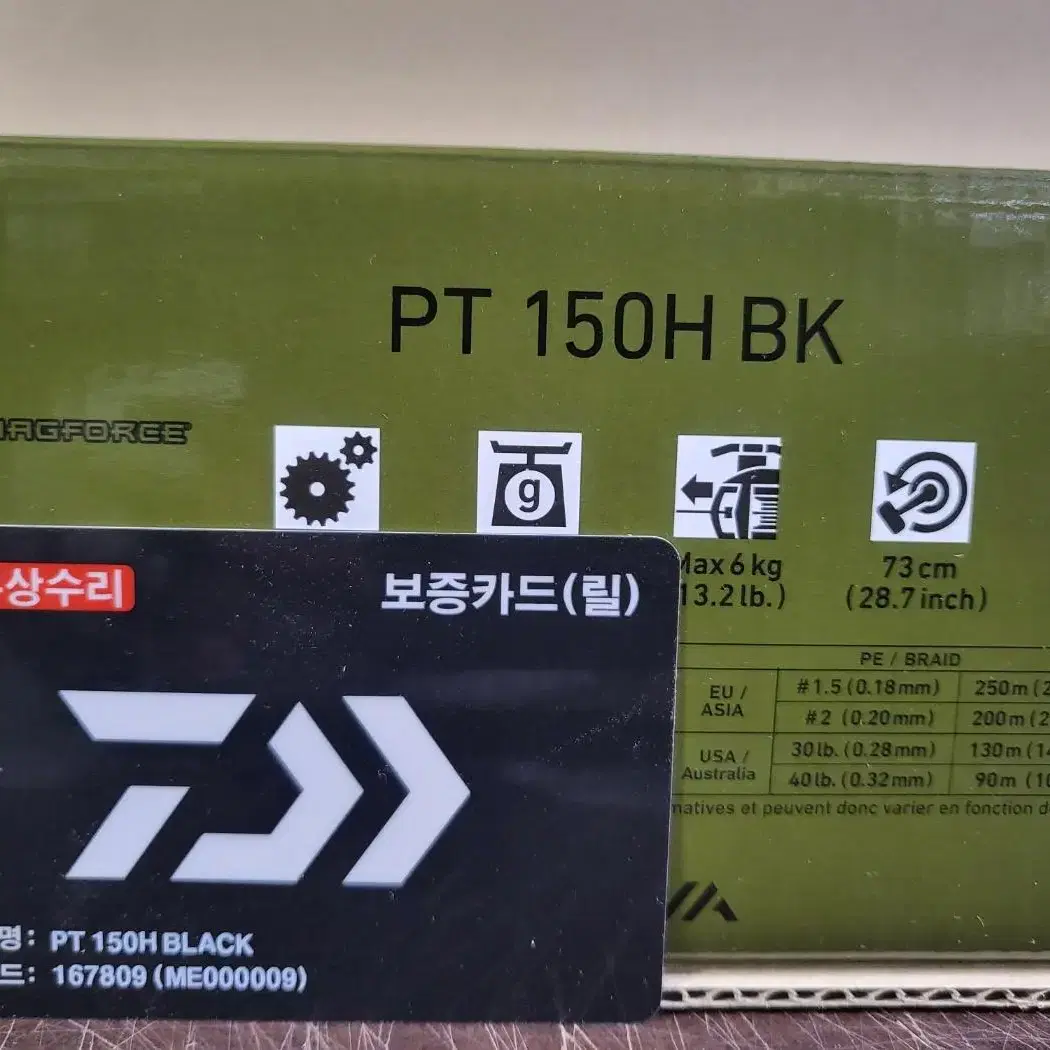 PT 150H BK
MAGFORCE
g
Max 6 kg
(13.2 lb.)
73 cm
(28.7 inch)
상수리
보증카드(릴)
PE / BRAID
EU / ASIA
#1.5 (0.18mm) 250m
#2 (0.20mm) 200m
USA / Australia
30lb. (0.28mm) 130m
40lb. (0.32mm) 90m
et peuvent donc varier en fonction
명: PT 150H BLACK
드: 167809 (ME000009)